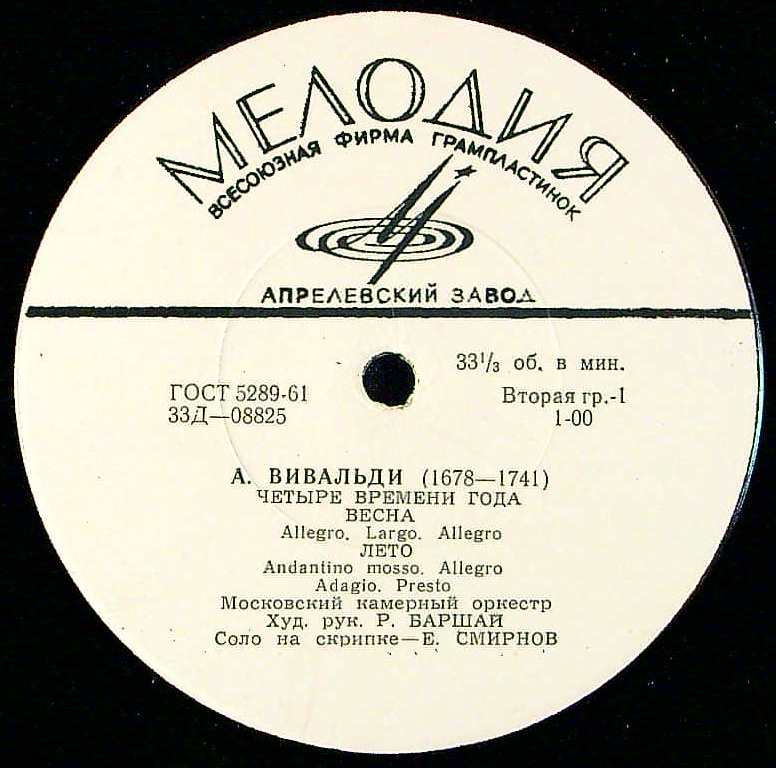 МЕЛОДИЯ
ВСЕСОЮЗНАЯ ФИРМА ГРАМПЛАСТИНОК
АПРЕЛЕВСКИЙ ЗАВОД
33⅓ об. в мин.
ГОСТ 5289-61
Вторая гр.-1
33Д—08825
1-00
А. ВИВАЛЬДИ (1678—1741)
ЧЕТЫРЕ ВРЕМЕНИ ГОДА
ВЕСНА
Allegro. Largo. Allegro
ЛЕТО
Andantino mosso. Allegro
Adagio. Presto
Московский камерный оркестр
Худ. рук. Р. БАРШАЙ
Соло на скрипке—Е. СМИРНОВ